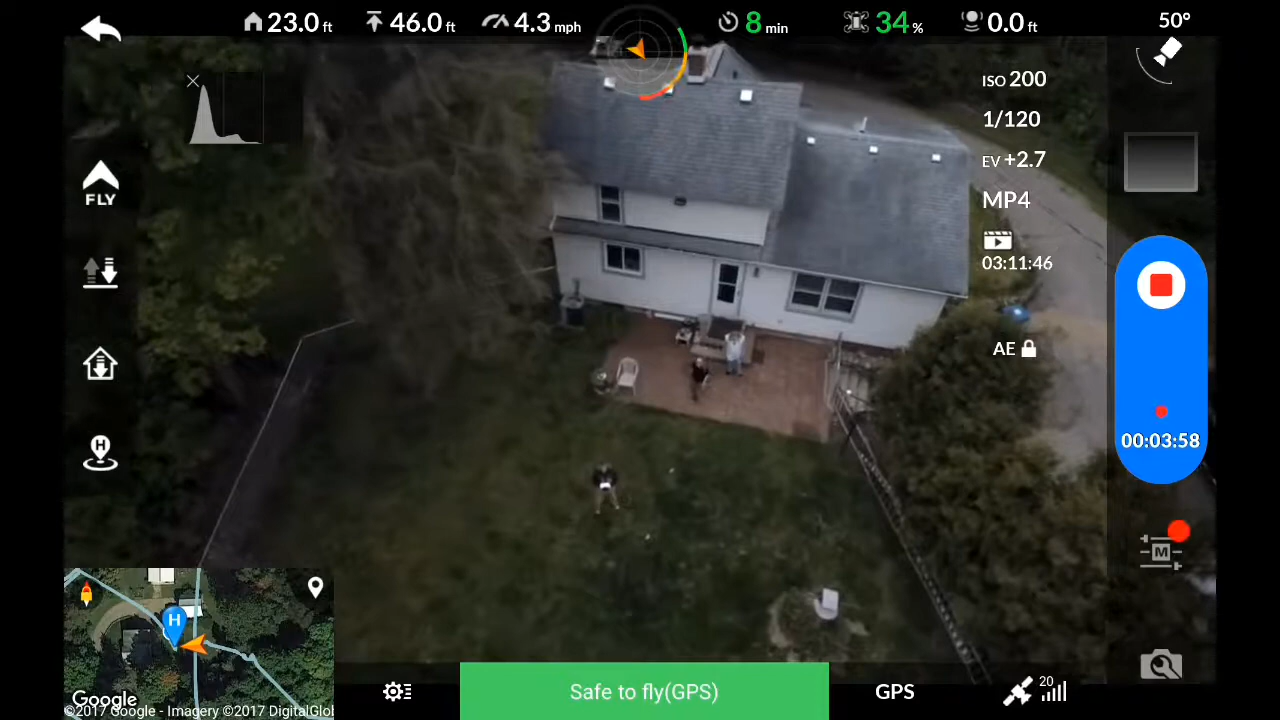 23.0 ft
46.0 ft
4.3 mph
8 min
34 %
0.0 ft
50°
ISO 200
1/120
EV +2.7
MP4
03:11:46
AE
FLY
H
00:03:58
M
H
Google
©2017 Google - Imagery ©2017 DigitalGlob
Safe to fly(GPS)
GPS
20